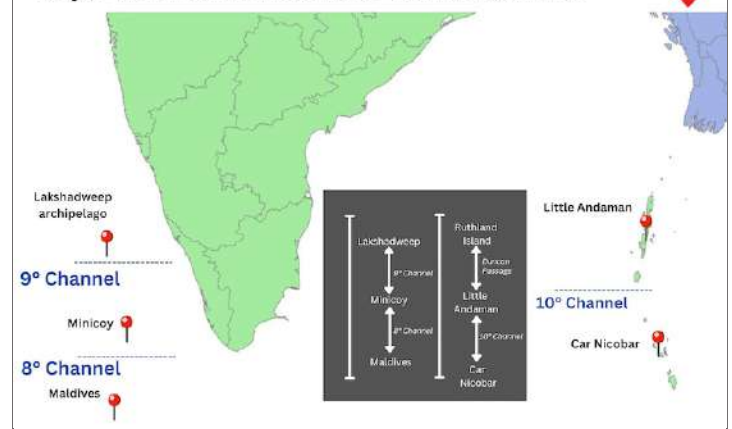 Lakshadweep
archipelago
9° Channel
Minicoy
8° Channel
Maldives
Lakshadweep
9° Channel
Minicoy
8° Channel
Maldives
Ruthland
Island
Duncan
Passage
Little
Andaman
10° Channel
Car
Nicobar
Little Andaman
10° Channel
Car Nicobar